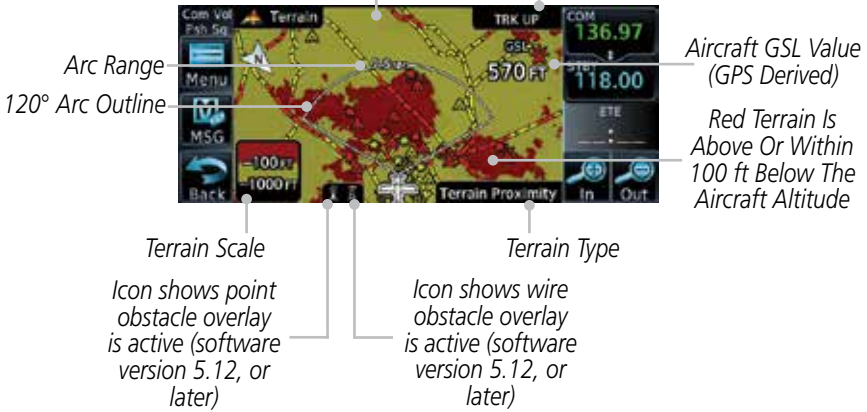 Com Vol
Psh Sq
Terrain
TRK UP
COM
136.97
STBY
118.00
GSL
570 FT
Menu
MSG
Back
ETE
In
Out
-100 FT
-1000 FT
Terrain Proximity
Arc Range
120° Arc Outline
Aircraft GSL Value
(GPS Derived)
Red Terrain Is
Above Or Within
100 ft Below The
Aircraft Altitude
Terrain Scale
Terrain Type
Icon shows point
obstacle overlay
is active (software
version 5.12, or
later)
Icon shows wire
obstacle overlay
is active (software
version 5.12, or
later)